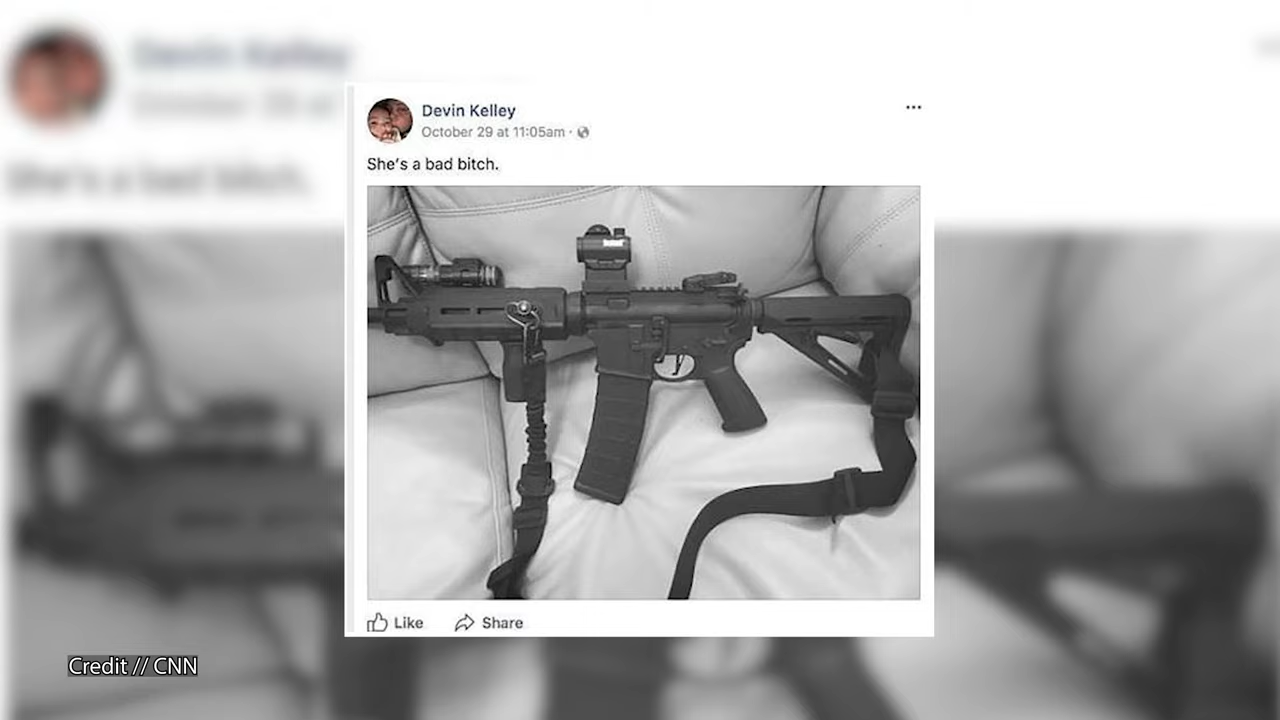 Devin Kelley
October 29 at 11:05am ·
She's a bad bitch.
Like Share
Credit // CNN